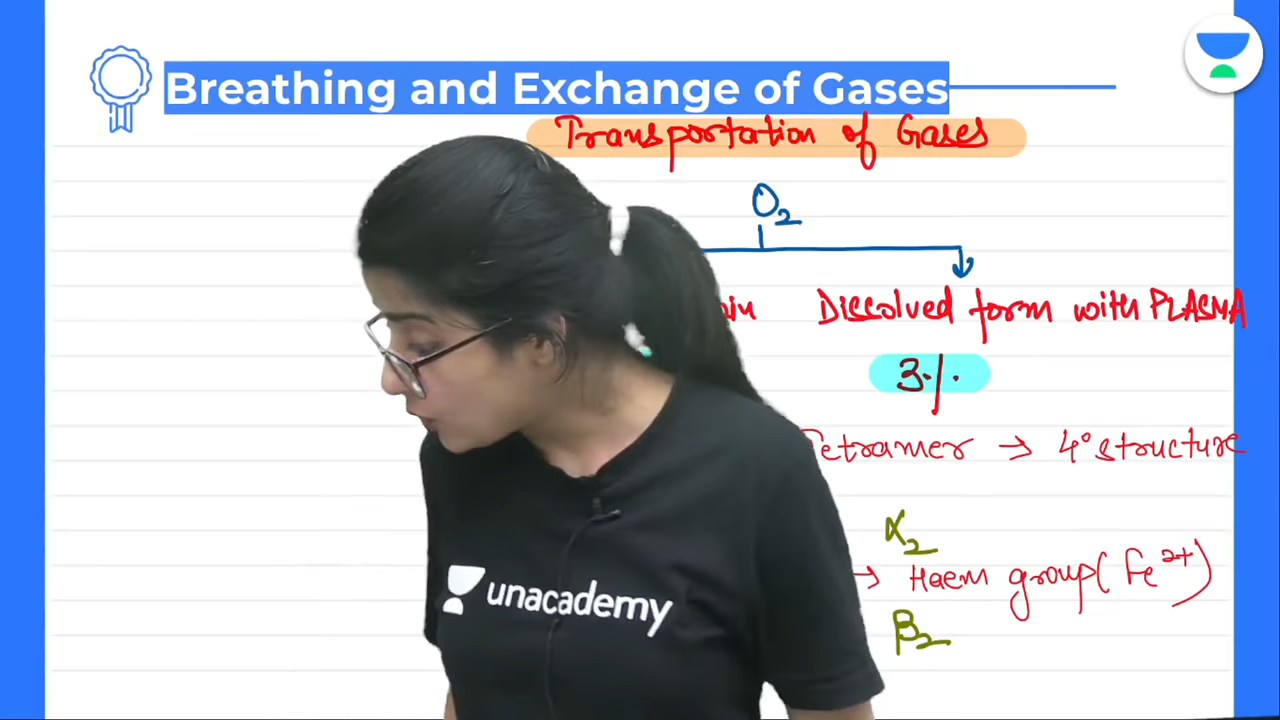 Breathing and Exchange of Gases
Transportation of Gases
O₂
Dissolved form with PLASMA
3%
Tetramer → 4° structure
α₂
→ Haem group (Fe²⁺)
β₂
unacademy